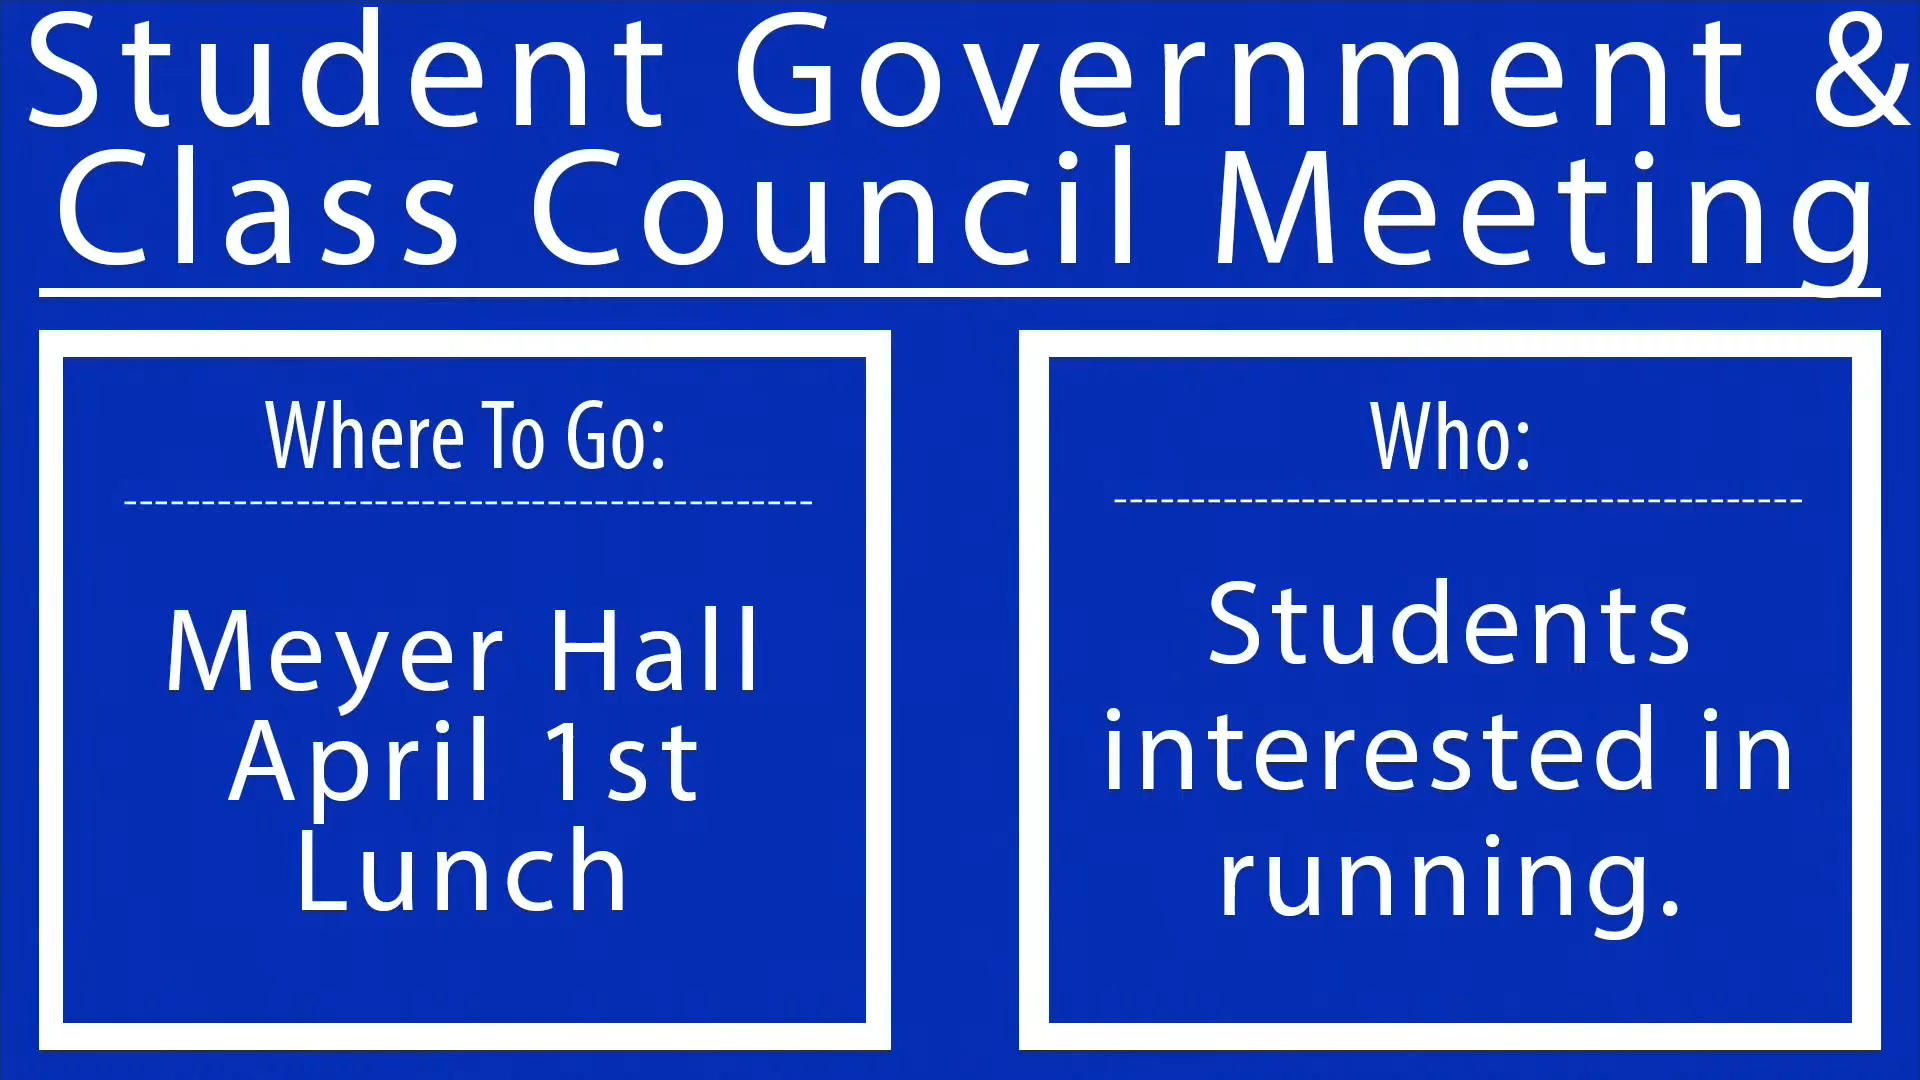 Student Government &
Class Council Meeting
Where To Go:
Meyer Hall
April 1st
Lunch
Who:
Students
interested in
running.